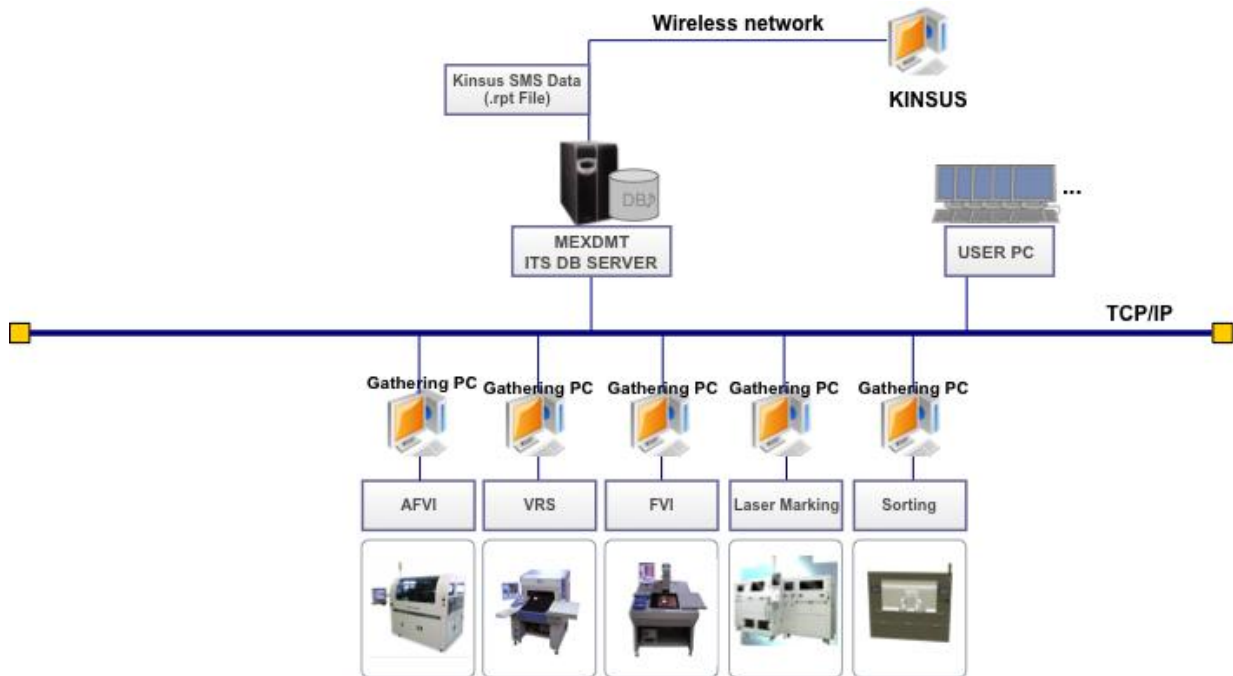 Wireless network
Kinsus SMS Data
(.rpt File)
KINSUS
DB
...
MEXDMT
ITS DB SERVER
USER PC
TCP/IP
Gathering PC
Gathering PC
Gathering PC
Gathering PC
Gathering PC
AFVI
VRS
FVI
Laser Marking
Sorting